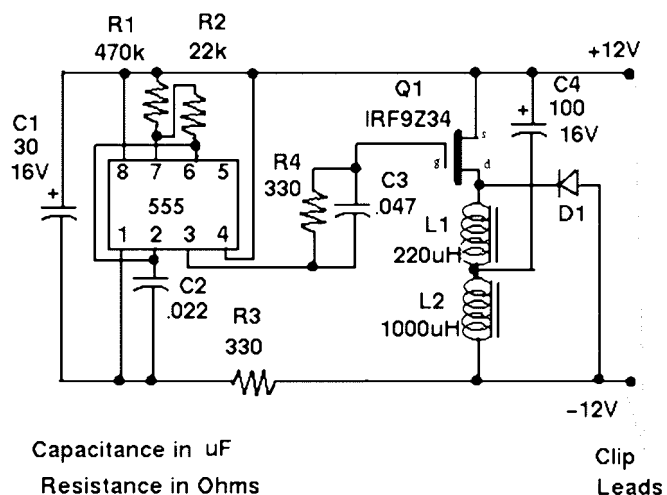 R1 R2
470k 22k
+12V
Q1
IRF9Z34
C4
100
16V
C1
30
16V
+
+
s
g d
R4
330
C3
.047
D1
8 7 6 5
555
1 2 3 4
L1
220uH
C2
.022
L2
1000uH
R3
330
-12V
Capacitance in uF
Resistance in Ohms
Clip
Leads